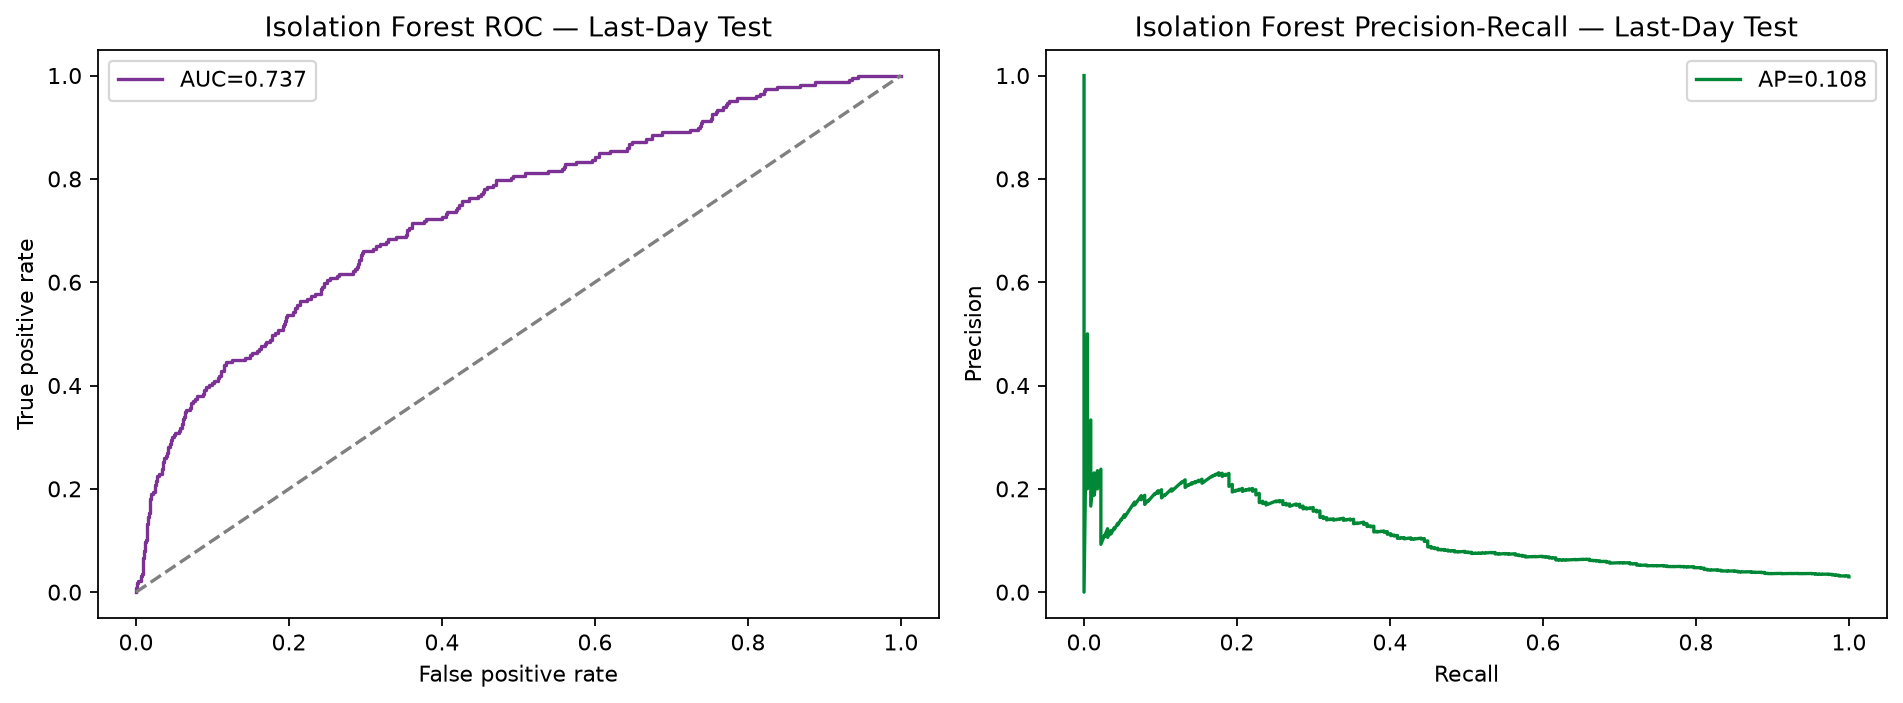 Isolation Forest ROC — Last-Day Test
AUC=0.737
1.0
0.8
0.6
0.4
0.2
0.0
True positive rate
0.0 0.2 0.4 0.6 0.8 1.0
False positive rate
Isolation Forest Precision-Recall — Last-Day Test
AP=0.108
1.0
0.8
0.6
0.4
0.2
0.0
Precision
0.0 0.2 0.4 0.6 0.8 1.0
Recall